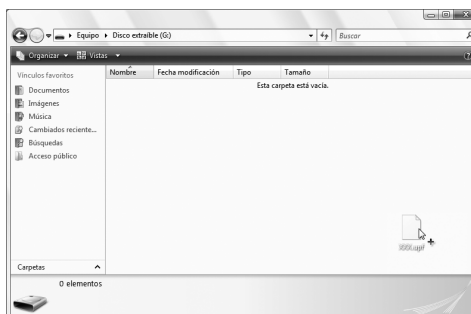 Equipo ▸ Disco extraíble (G:)
Buscar
Organizar Vistas
Vínculos favoritos
Documentos
Imágenes
Música
Cambiados reciente...
Búsquedas
Acceso público
Carpetas
Nombre Fecha modificación Tipo Tamaño
Esta carpeta está vacía.
0 elementos